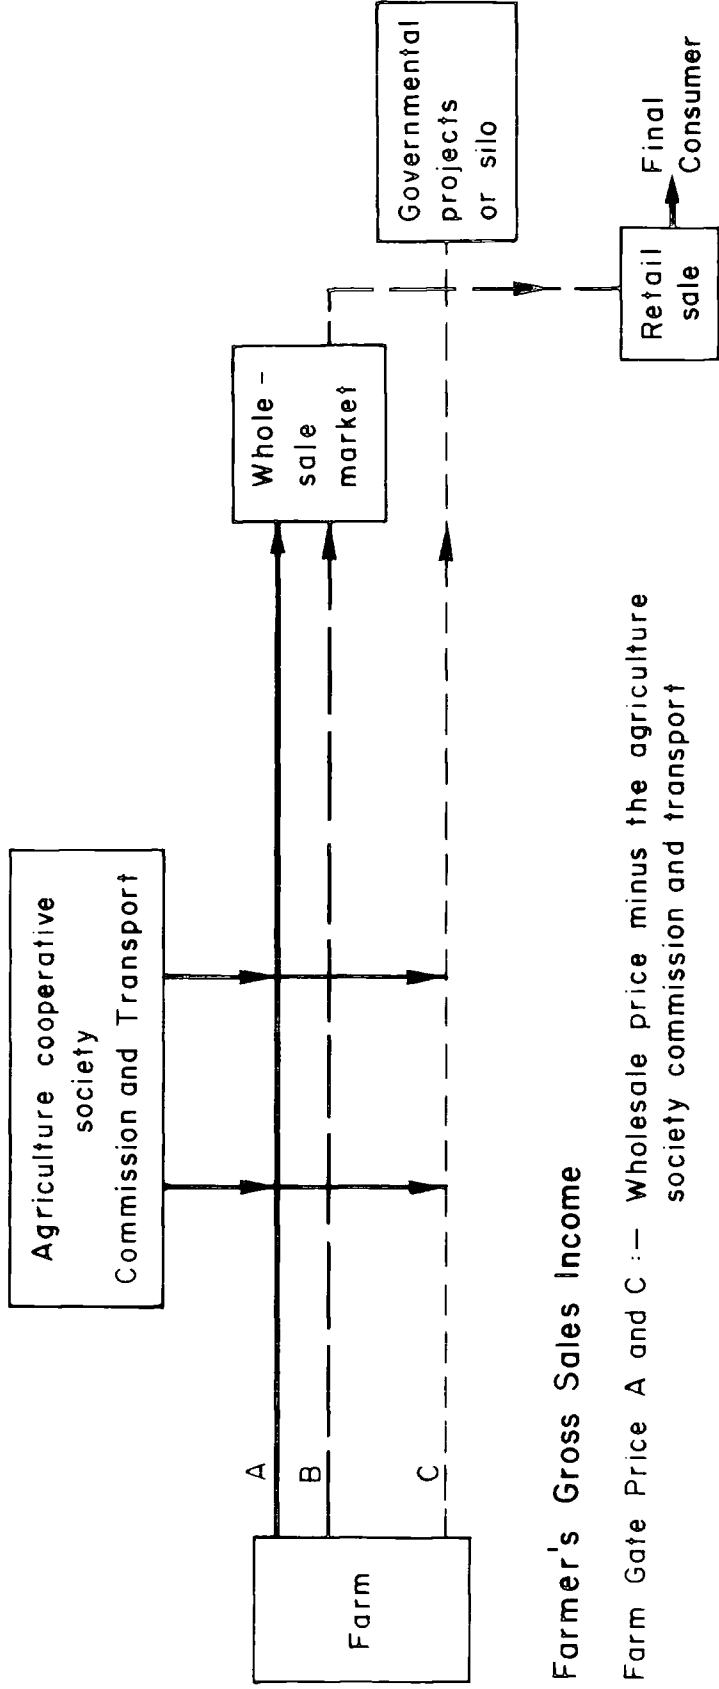 Agriculture cooperative
society
Commission and Transport
A
B
C
Farm
Whole-
sale
market
Governmental
projects
or silo
Retail
sale
Final
Consumer
Farmer's Gross Sales Income
Farm Gate Price A and C :— Wholesale price minus the agriculture
society commission and transport